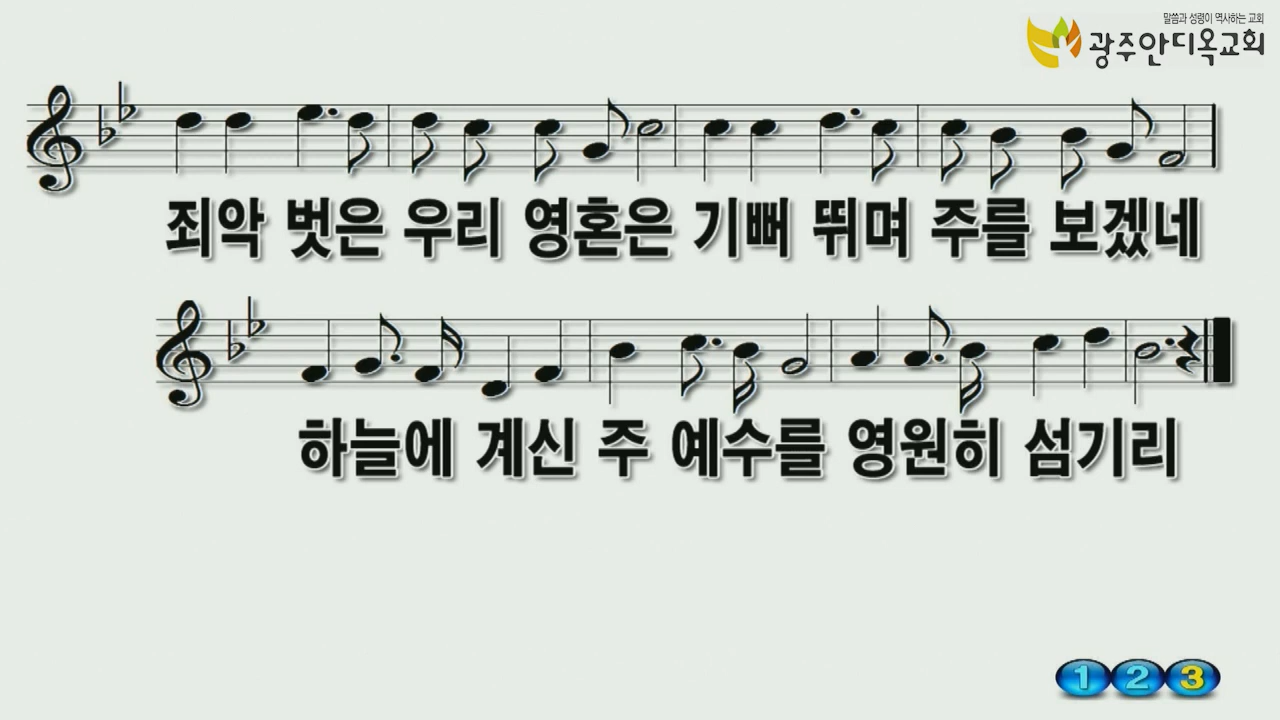 말씀과 성령이 역사하는 교회
광주안디옥교회
죄악 벗은 우리 영혼은 기뻐 뛰며 주를 보겠네
하늘에 계신 주 예수를 영원히 섬기리
1 2 3